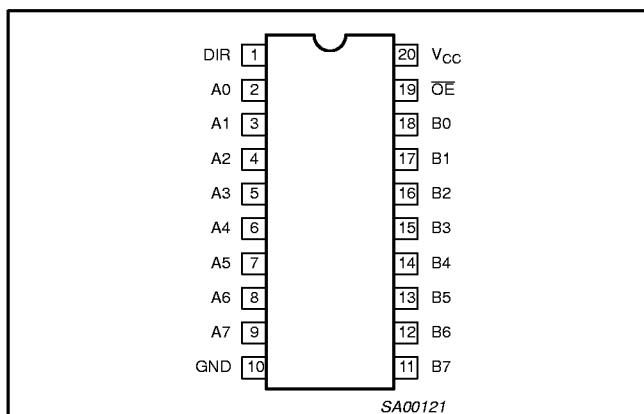 DIR 1 20 VCC
A0 2 19 O̅E̅
A1 3 18 B0
A2 4 17 B1
A3 5 16 B2
A4 6 15 B3
A5 7 14 B4
A6 8 13 B5
A7 9 12 B6
GND 10 11 B7
SA00121